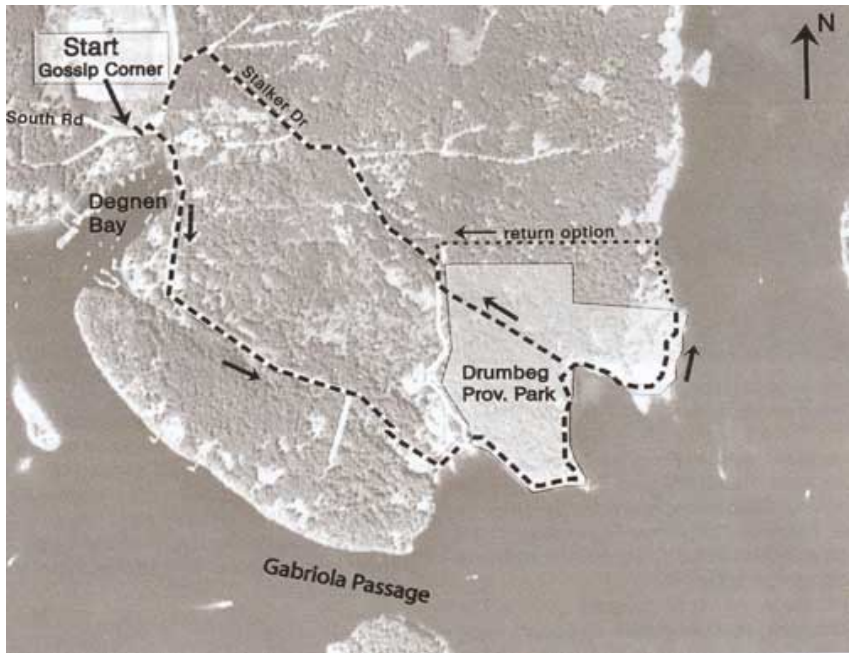 N
Start
Gossip Corner
South Rd
Stalker Dr
Degnen
Bay
return option
Drumbeg
Prov. Park
Gabriola Passage